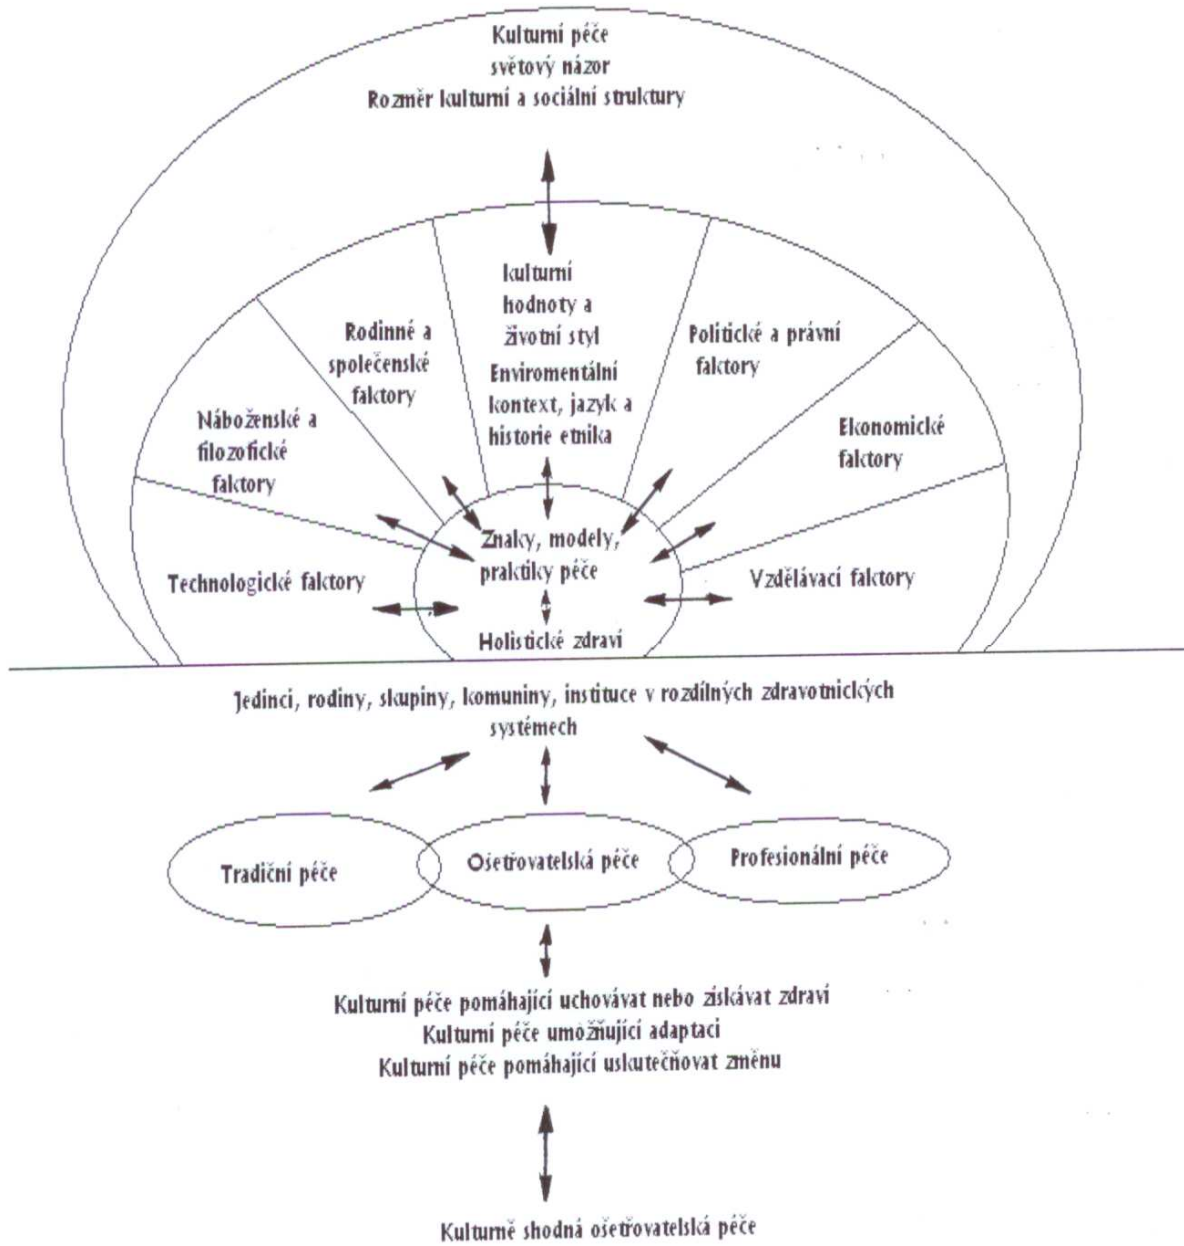 Kulturní péče
světový názor
Rozměr kulturní a sociální struktury
kulturní
hodnoty a
životní styl
Enviromentální
kontext, jazyk a
historie etnika
Rodinné a
společenské
faktory
Politické a právní
faktory
Náboženské a
filozofické
faktory
Ekonomické
faktory
Technologické faktory
Vzdělávací faktory
Znaky, modely,
praktiky péče
Holistické zdraví
Jedinci, rodiny, skupiny, komuniny, instituce v rozdílných zdravotnických
systémech
Tradiční péče
Ošetřovatelská péče
Profesionální péče
Kulturní péče pomáhající uchovávat nebo získávat zdraví
Kulturní péče umožňující adaptaci
Kulturní péče pomáhající uskutečňovat změnu
Kulturně shodná ošetřovatelská péče